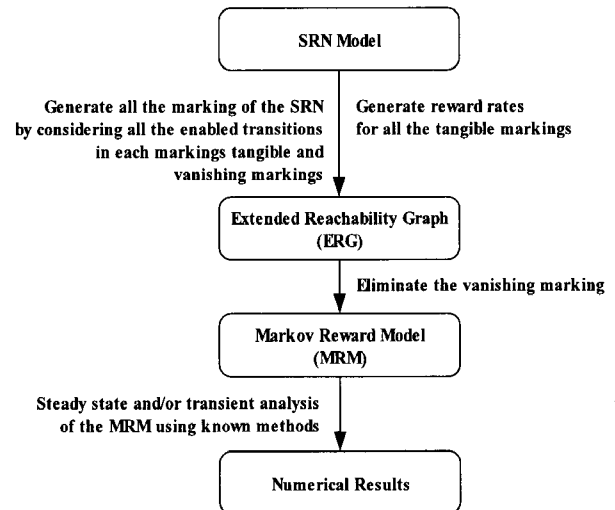 SRN Model
Generate all the marking of the SRN
by considering all the enabled transitions
in each markings tangible and
vanishing markings
Generate reward rates
for all the tangible markings
Extended Reachability Graph
(ERG)
Eliminate the vanishing marking
Markov Reward Model
(MRM)
Steady state and/or transient analysis
of the MRM using known methods
Numerical Results